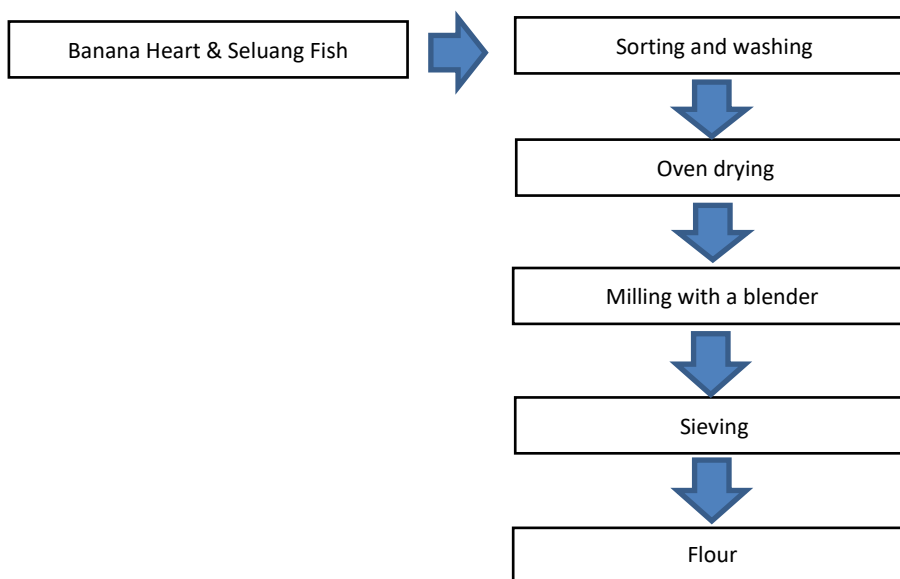 Banana Heart & Seluang Fish
Sorting and washing
Oven drying
Milling with a blender
Sieving
Flour